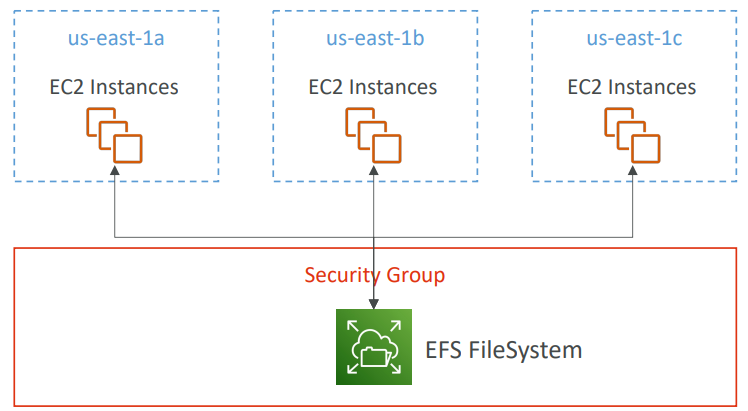 us-east-1a
EC2 Instances
us-east-1b
EC2 Instances
us-east-1c
EC2 Instances
Security Group
EFS FileSystem